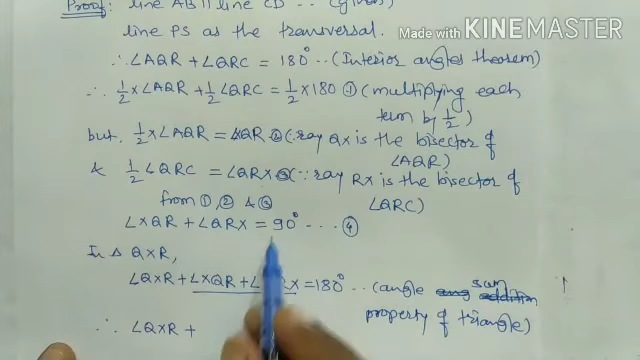 Proof: line AB || line CD ... (given)
Made with KINEMASTER
line PS as the transversal.
∴ ∠AQR + ∠QRC = 180° .. (Interior angles theorem)
∴ ½ × ∠AQR + ½ ∠QRC = ½ × 180 ① (multiplying each
term by ½)
but ½ × ∠AQR = ∠XQR ② (∵ ray QX is the bisector of
∠AQR)
& ½ ∠QRC = ∠QRX ③ (∵ ray RX is the bisector of
∠QRC)
from ①, ② & ③
∠XQR + ∠QRX = 90° ... ④
In Δ QXR,
∠QXR + ∠XQR + ∠ RX = 180° .. (angle sum
property of triangle)
∴ ∠QXR +